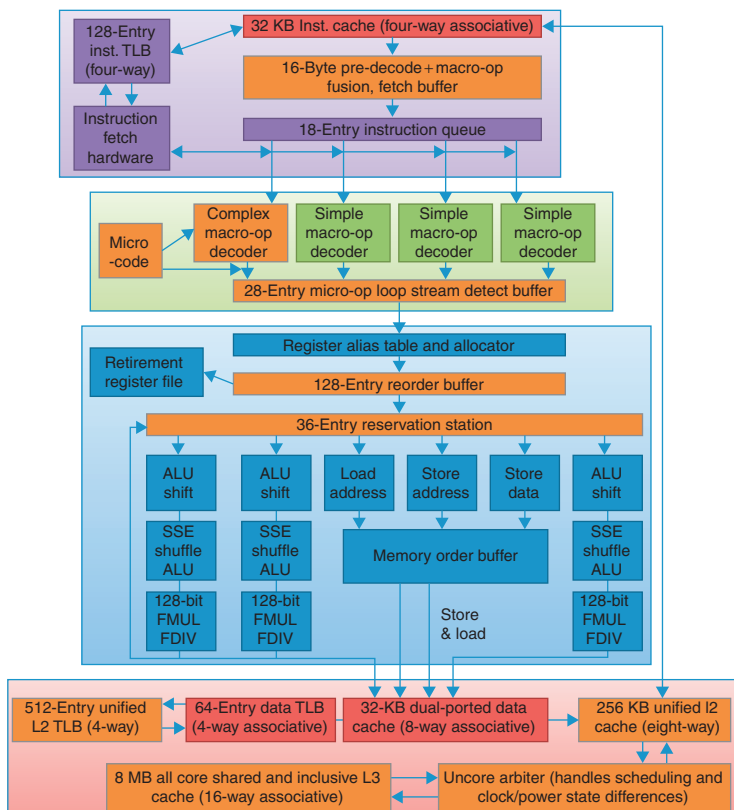 128-Entry
inst. TLB
(four-way)
32 KB Inst. cache (four-way associative)
16-Byte pre-decode+macro-op
fusion, fetch buffer
Instruction
fetch
hardware
18-Entry instruction queue
Micro
-code
Complex
macro-op
decoder
Simple
macro-op
decoder
Simple
macro-op
decoder
Simple
macro-op
decoder
28-Entry micro-op loop stream detect buffer
Register alias table and allocator
Retirement
register file
128-Entry reorder buffer
36-Entry reservation station
ALU
shift
ALU
shift
Load
address
Store
address
Store
data
ALU
shift
SSE
shuffle
ALU
SSE
shuffle
ALU
Memory order buffer
SSE
shuffle
ALU
128-bit
FMUL
FDIV
128-bit
FMUL
FDIV
Store
& load
128-bit
FMUL
FDIV
512-Entry unified
L2 TLB (4-way)
64-Entry data TLB
(4-way associative)
32-KB dual-ported data
cache (8-way associative)
256 KB unified l2
cache (eight-way)
8 MB all core shared and inclusive L3
cache (16-way associative)
Uncore arbiter (handles scheduling and
clock/power state differences)